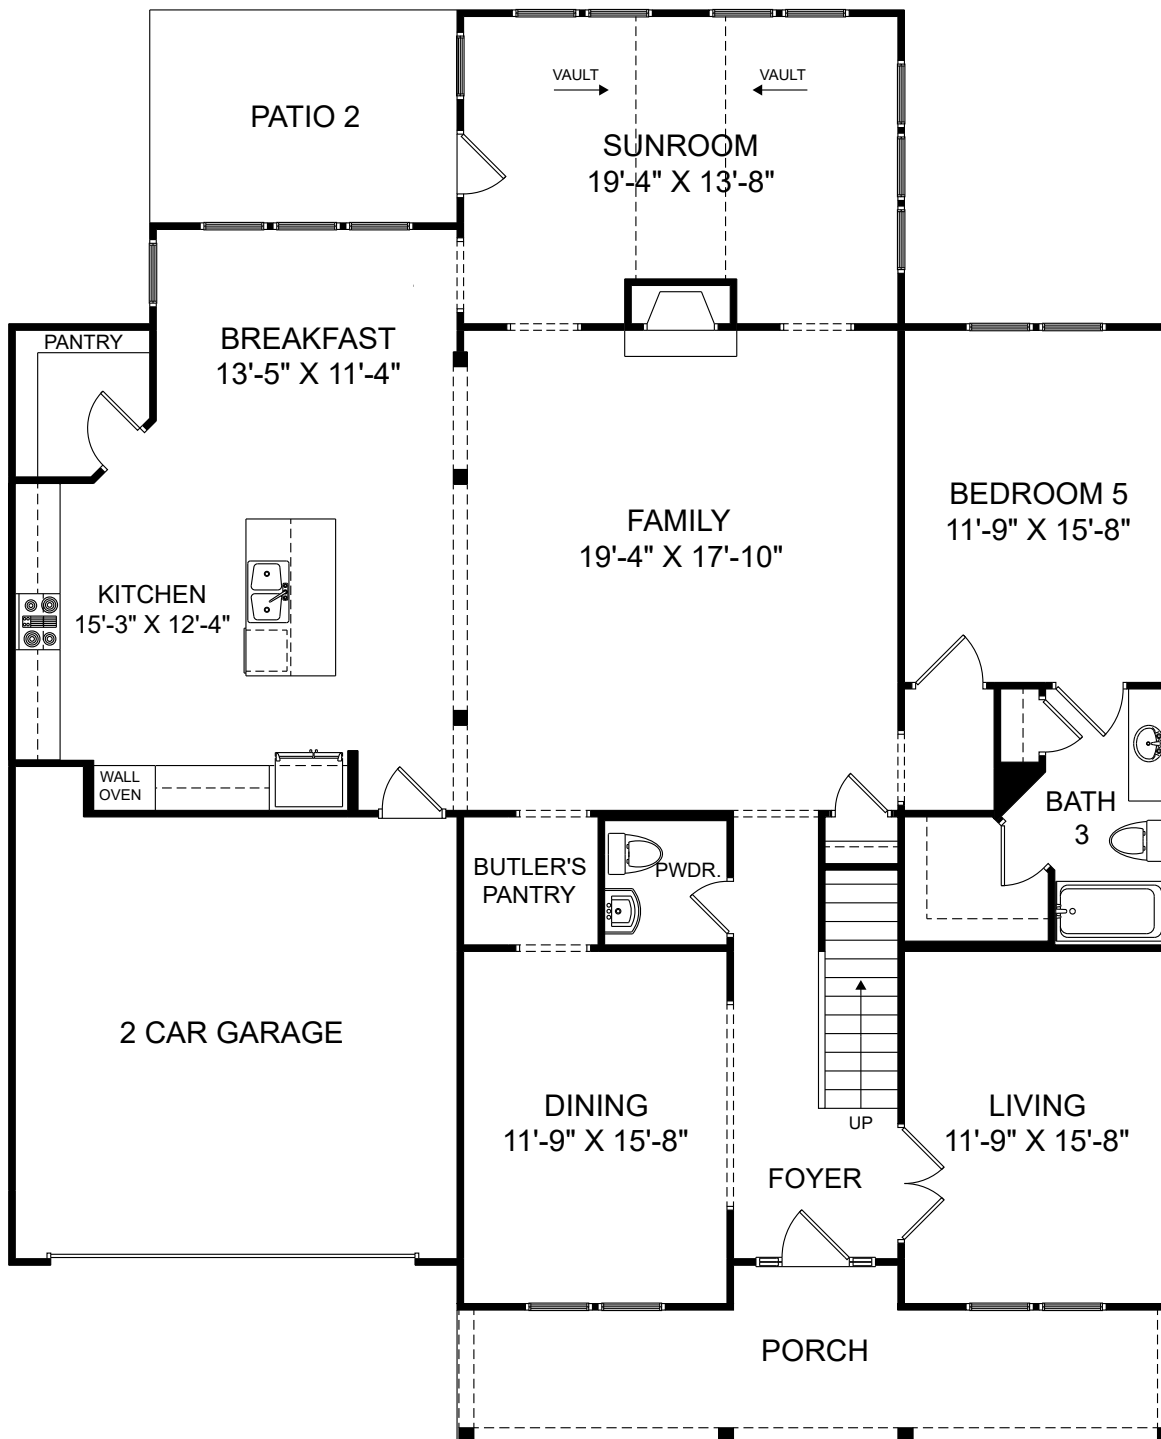 VAULT
VAULT
PATIO 2
SUNROOM
19'-4" X 13'-8"
PANTRY
BREAKFAST
13'-5" X 11'-4"
BEDROOM 5
11'-9" X 15'-8"
FAMILY
19'-4" X 17'-10"
KITCHEN
15'-3" X 12'-4"
WALL
OVEN
BATH
3
BUTLER'S
PANTRY
PWDR.
2 CAR GARAGE
DINING
11'-9" X 15'-8"
UP
LIVING
11'-9" X 15'-8"
FOYER
PORCH